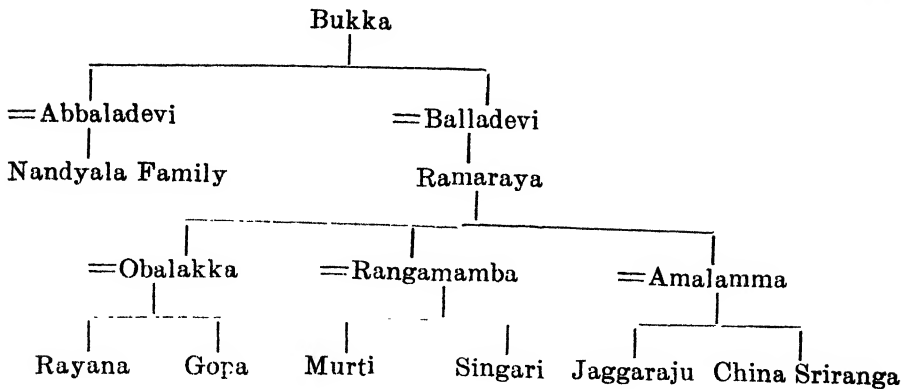 Bukka
=Abbaladevi =Balladevi
Nandyala Family Ramaraya
=Obalakka =Rangamamba =Amalamma
Rayana Gopa Murti Singari Jaggaraju China Sriranga